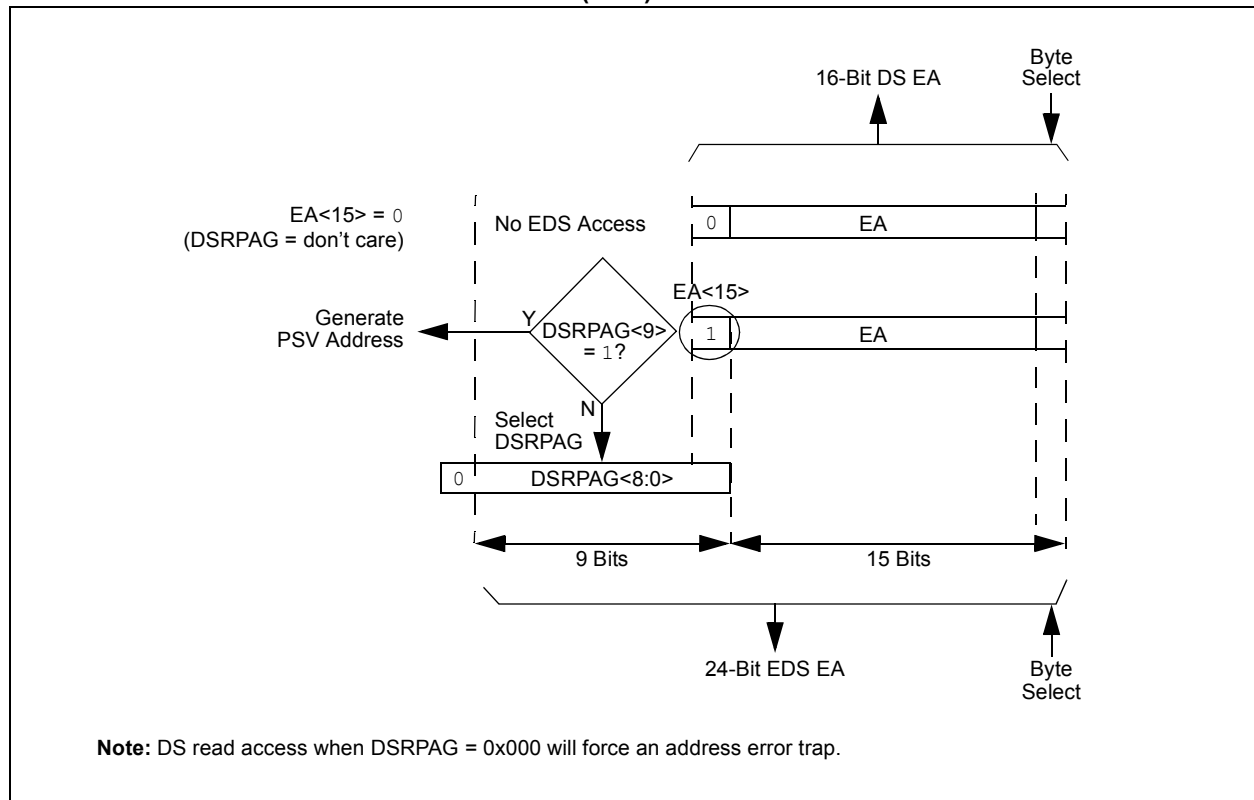 16-Bit DS EA
Byte
Select
EA<15> = 0
(DSRPAG = don't care)
No EDS Access
0
EA
EA<15>
Generate
PSV Address
Y
DSRPAG<9>
= 1?
1
EA
N
Select
DSRPAG
0
DSRPAG<8:0>
9 Bits
15 Bits
24-Bit EDS EA
Byte
Select
Note: DS read access when DSRPAG = 0x000 will force an address error trap.